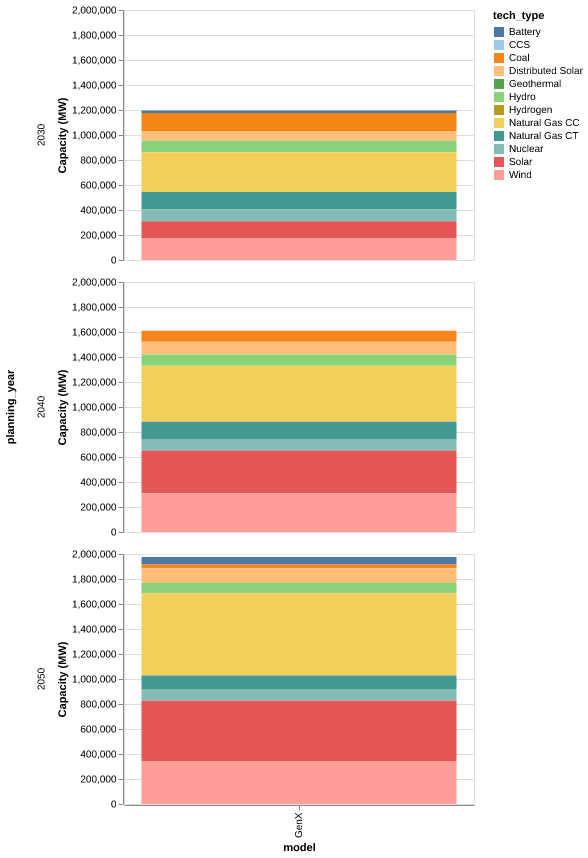 planning_year
2030
Capacity (MW)
2,000,000
1,800,000
1,600,000
1,400,000
1,200,000
1,000,000
800,000
600,000
400,000
200,000
0
2040
Capacity (MW)
2,000,000
1,800,000
1,600,000
1,400,000
1,200,000
1,000,000
800,000
600,000
400,000
200,000
0
2050
Capacity (MW)
2,000,000
1,800,000
1,600,000
1,400,000
1,200,000
1,000,000
800,000
600,000
400,000
200,000
0
GenX
model
tech_type
Battery
CCS
Coal
Distributed Solar
Geothermal
Hydro
Hydrogen
Natural Gas CC
Natural Gas CT
Nuclear
Solar
Wind